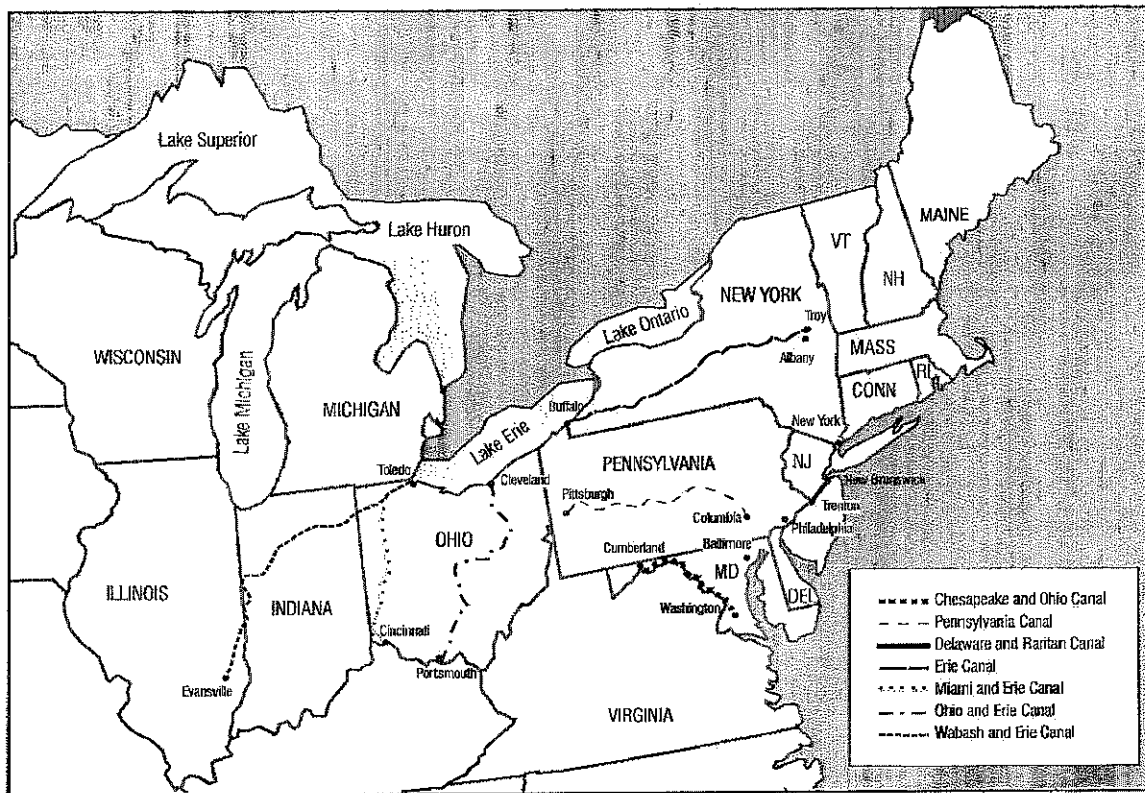 Lake Superior
Lake Huron
MAINE
VT
NH
NEW YORK
Troy
Lake Ontario
Albany
MASS
WISCONSIN
Lake Michigan
MICHIGAN
CONN
RI
Buffalo
New York
Lake Erie
Toledo
Cleveland
PENNSYLVANIA
NJ
New Brunswick
Pittsburgh
Trenton
Columbia
Philadelphia
OHIO
Cumberland
Baltimore
MD
ILLINOIS
INDIANA
DEL
Washington
Cincinnati
Portsmouth
Evansville
VIRGINIA
Chesapeake and Ohio Canal
Pennsylvania Canal
Delaware and Raritan Canal
Erie Canal
Miami and Erie Canal
Ohio and Erie Canal
Wabash and Erie Canal